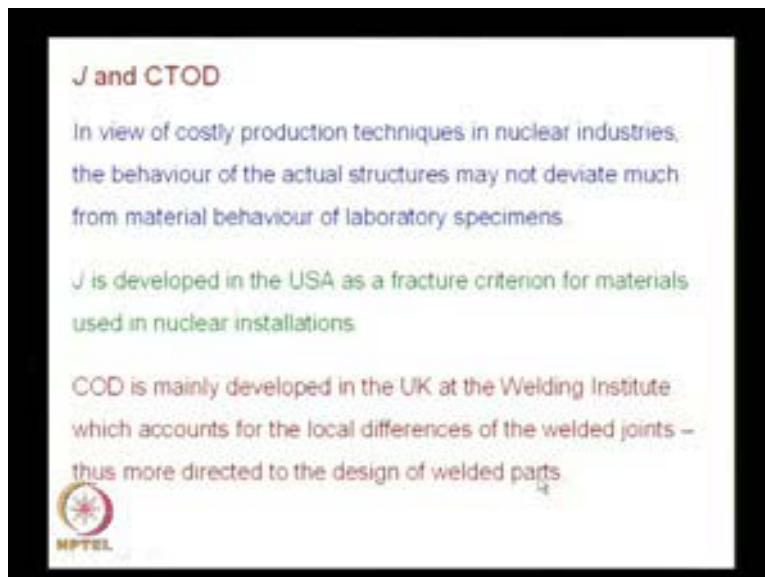 J and CTOD
In view of costly production techniques in nuclear industries,
the behaviour of the actual structures may not deviate much
from material behaviour of laboratory specimens.
J is developed in the USA as a fracture criterion for materials
used in nuclear installations.
COD is mainly developed in the UK at the Welding Institute
which accounts for the local differences of the welded joints –
thus more directed to the design of welded parts.
NPTEL